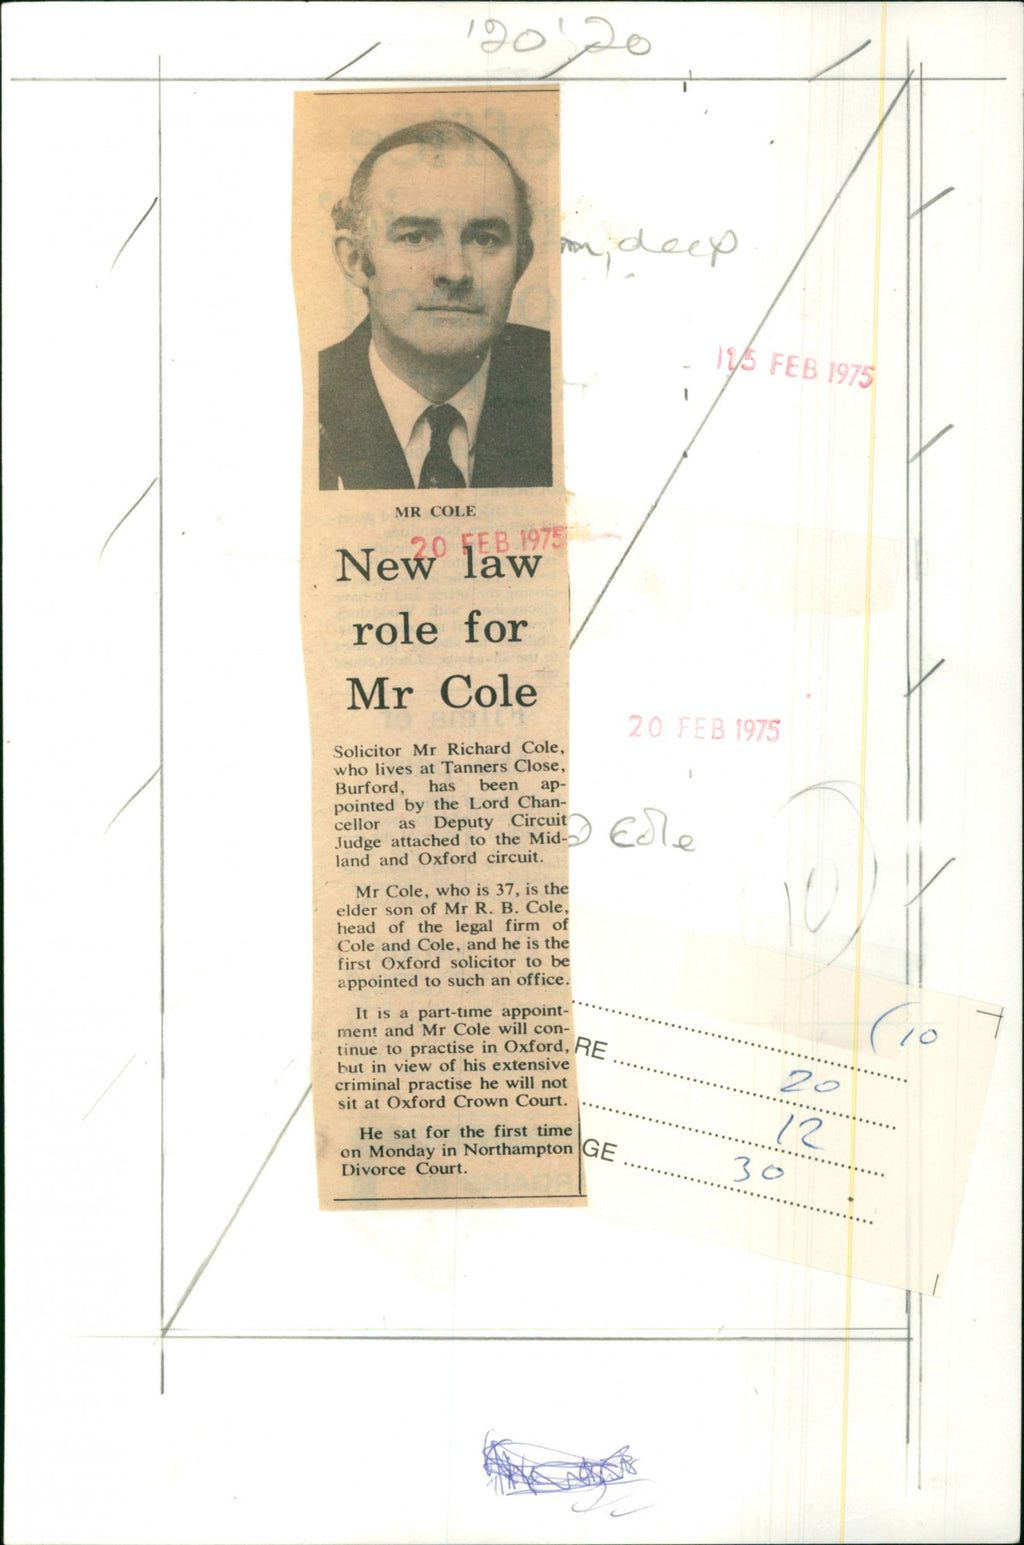 '20' 20
deep
115 FEB 1975
MR COLE
20 FEB 1975
New law
role for
Mr Cole
20 FEB 1975
Solicitor Mr Richard Cole,
who lives at Tanners Close,
Burford, has been ap-
pointed by the Lord Chan-
cellor as Deputy Circuit
Judge attached to the Mid-
land and Oxford circuit.
Cole
Mr Cole, who is 37, is the
elder son of Mr R. B. Cole,
head of the legal firm of
Cole and Cole, and he is the
first Oxford solicitor to be
appointed to such an office.
10
It is a part-time appoint-
ment and Mr Cole will con-
tinue to practise in Oxford,
but in view of his extensive
criminal practise he will not
sit at Oxford Crown Court.
He sat for the first time
on Monday in Northampton
Divorce Court.
(10
RE 20
12
GE 30